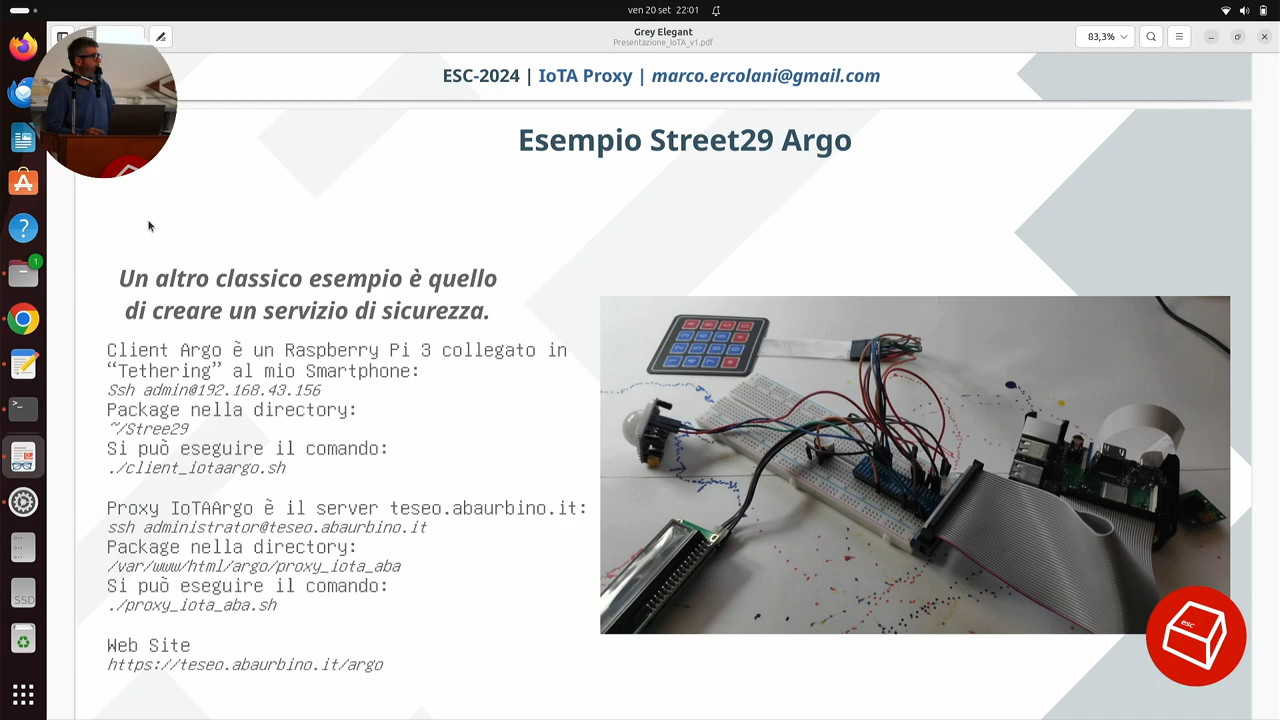 ven 20 set 22:01
Grey Elegant
Presentazione_IoTA_v1.pdf
83,3%
ESC-2024 | IoTA Proxy | marco.ercolani@gmail.com
Esempio Street29 Argo
Un altro classico esempio è quello
di creare un servizio di sicurezza.
Client Argo è un Raspberry Pi 3 collegato in
“Tethering” al mio Smartphone:
Ssh admin@192.168.43.156
Package nella directory:
~/Stree29
Si può eseguire il comando:
./client_iotaargo.sh
Proxy IoTAArgo è il server teseo.abaurbino.it:
ssh administrator@teseo.abaurbino.it
Package nella directory:
/var/www/html/argo/proxy_iota_aba
Si può eseguire il comando:
./proxy_iota_aba.sh
Web Site
https://teseo.abaurbino.it/argo
esc
SSD
1